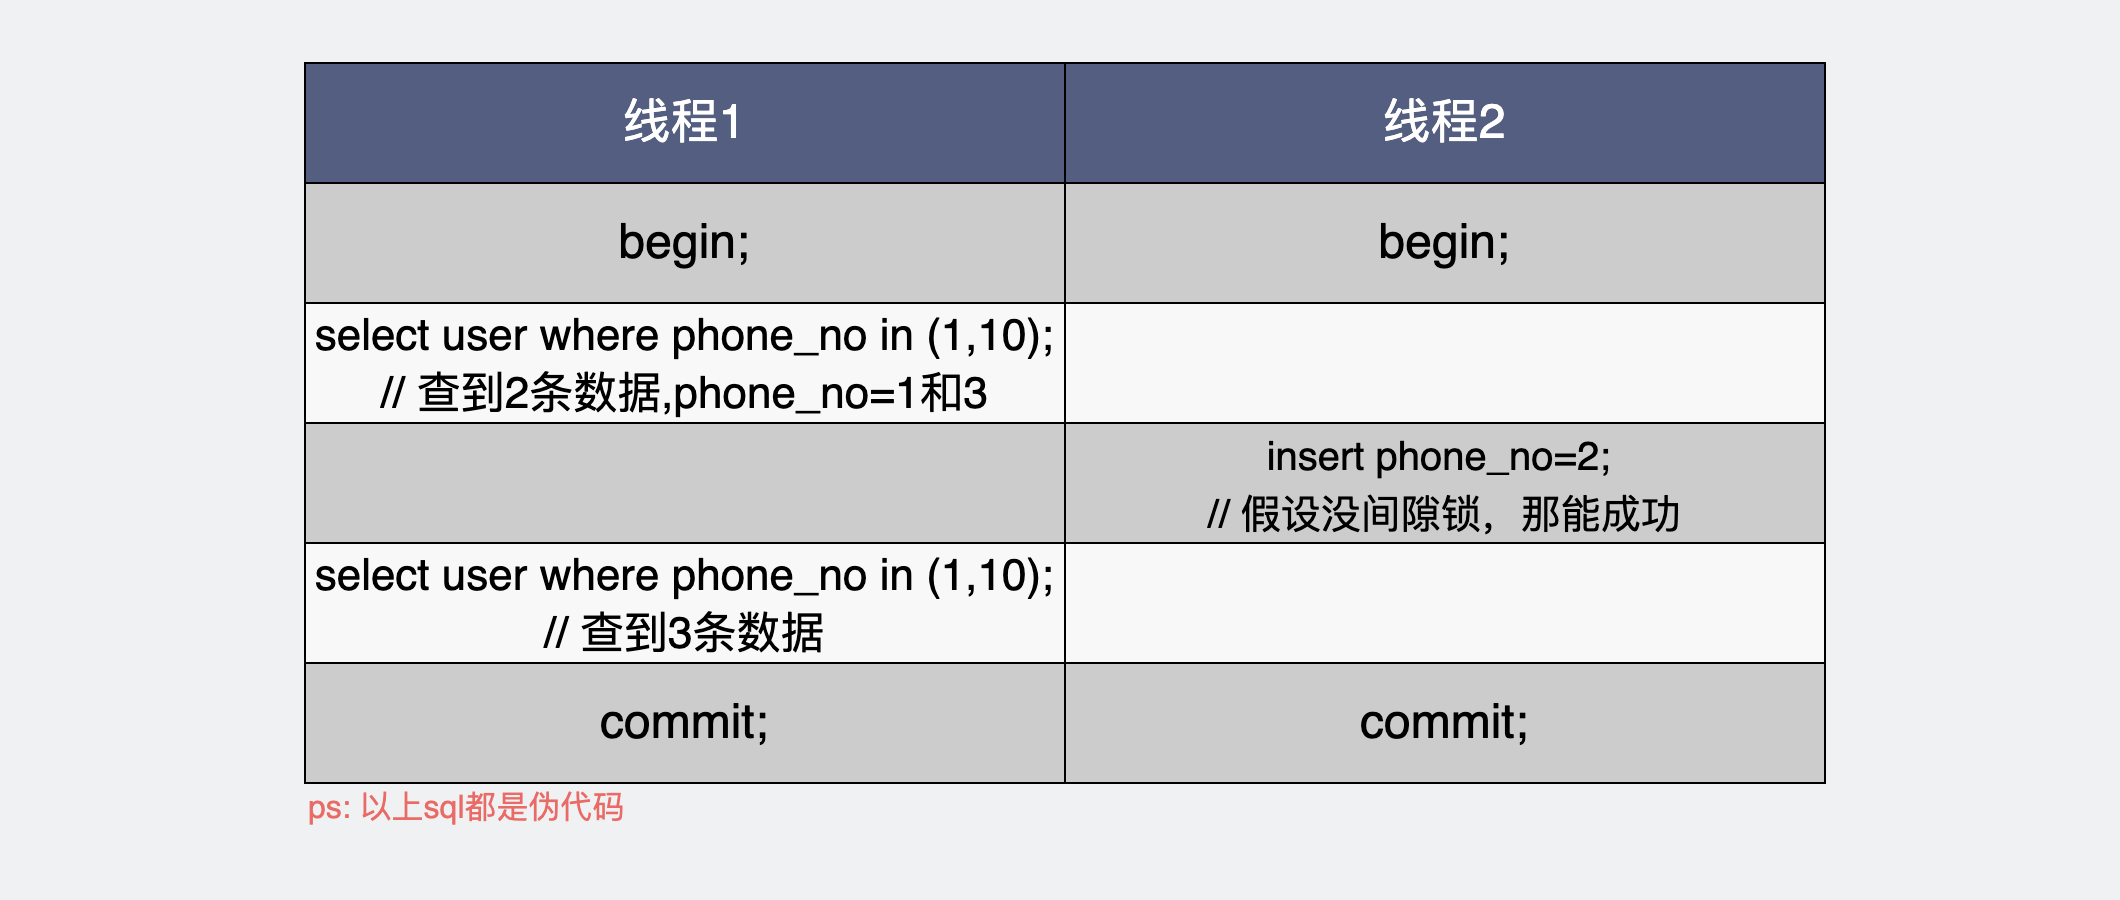 线程1
线程2
begin;
begin;
select user where phone_no in (1,10);
// 查到2条数据,phone_no=1和3
insert phone_no=2;
// 假设没间隙锁，那能成功
select user where phone_no in (1,10);
// 查到3条数据
commit;
commit;
ps: 以上sql都是伪代码